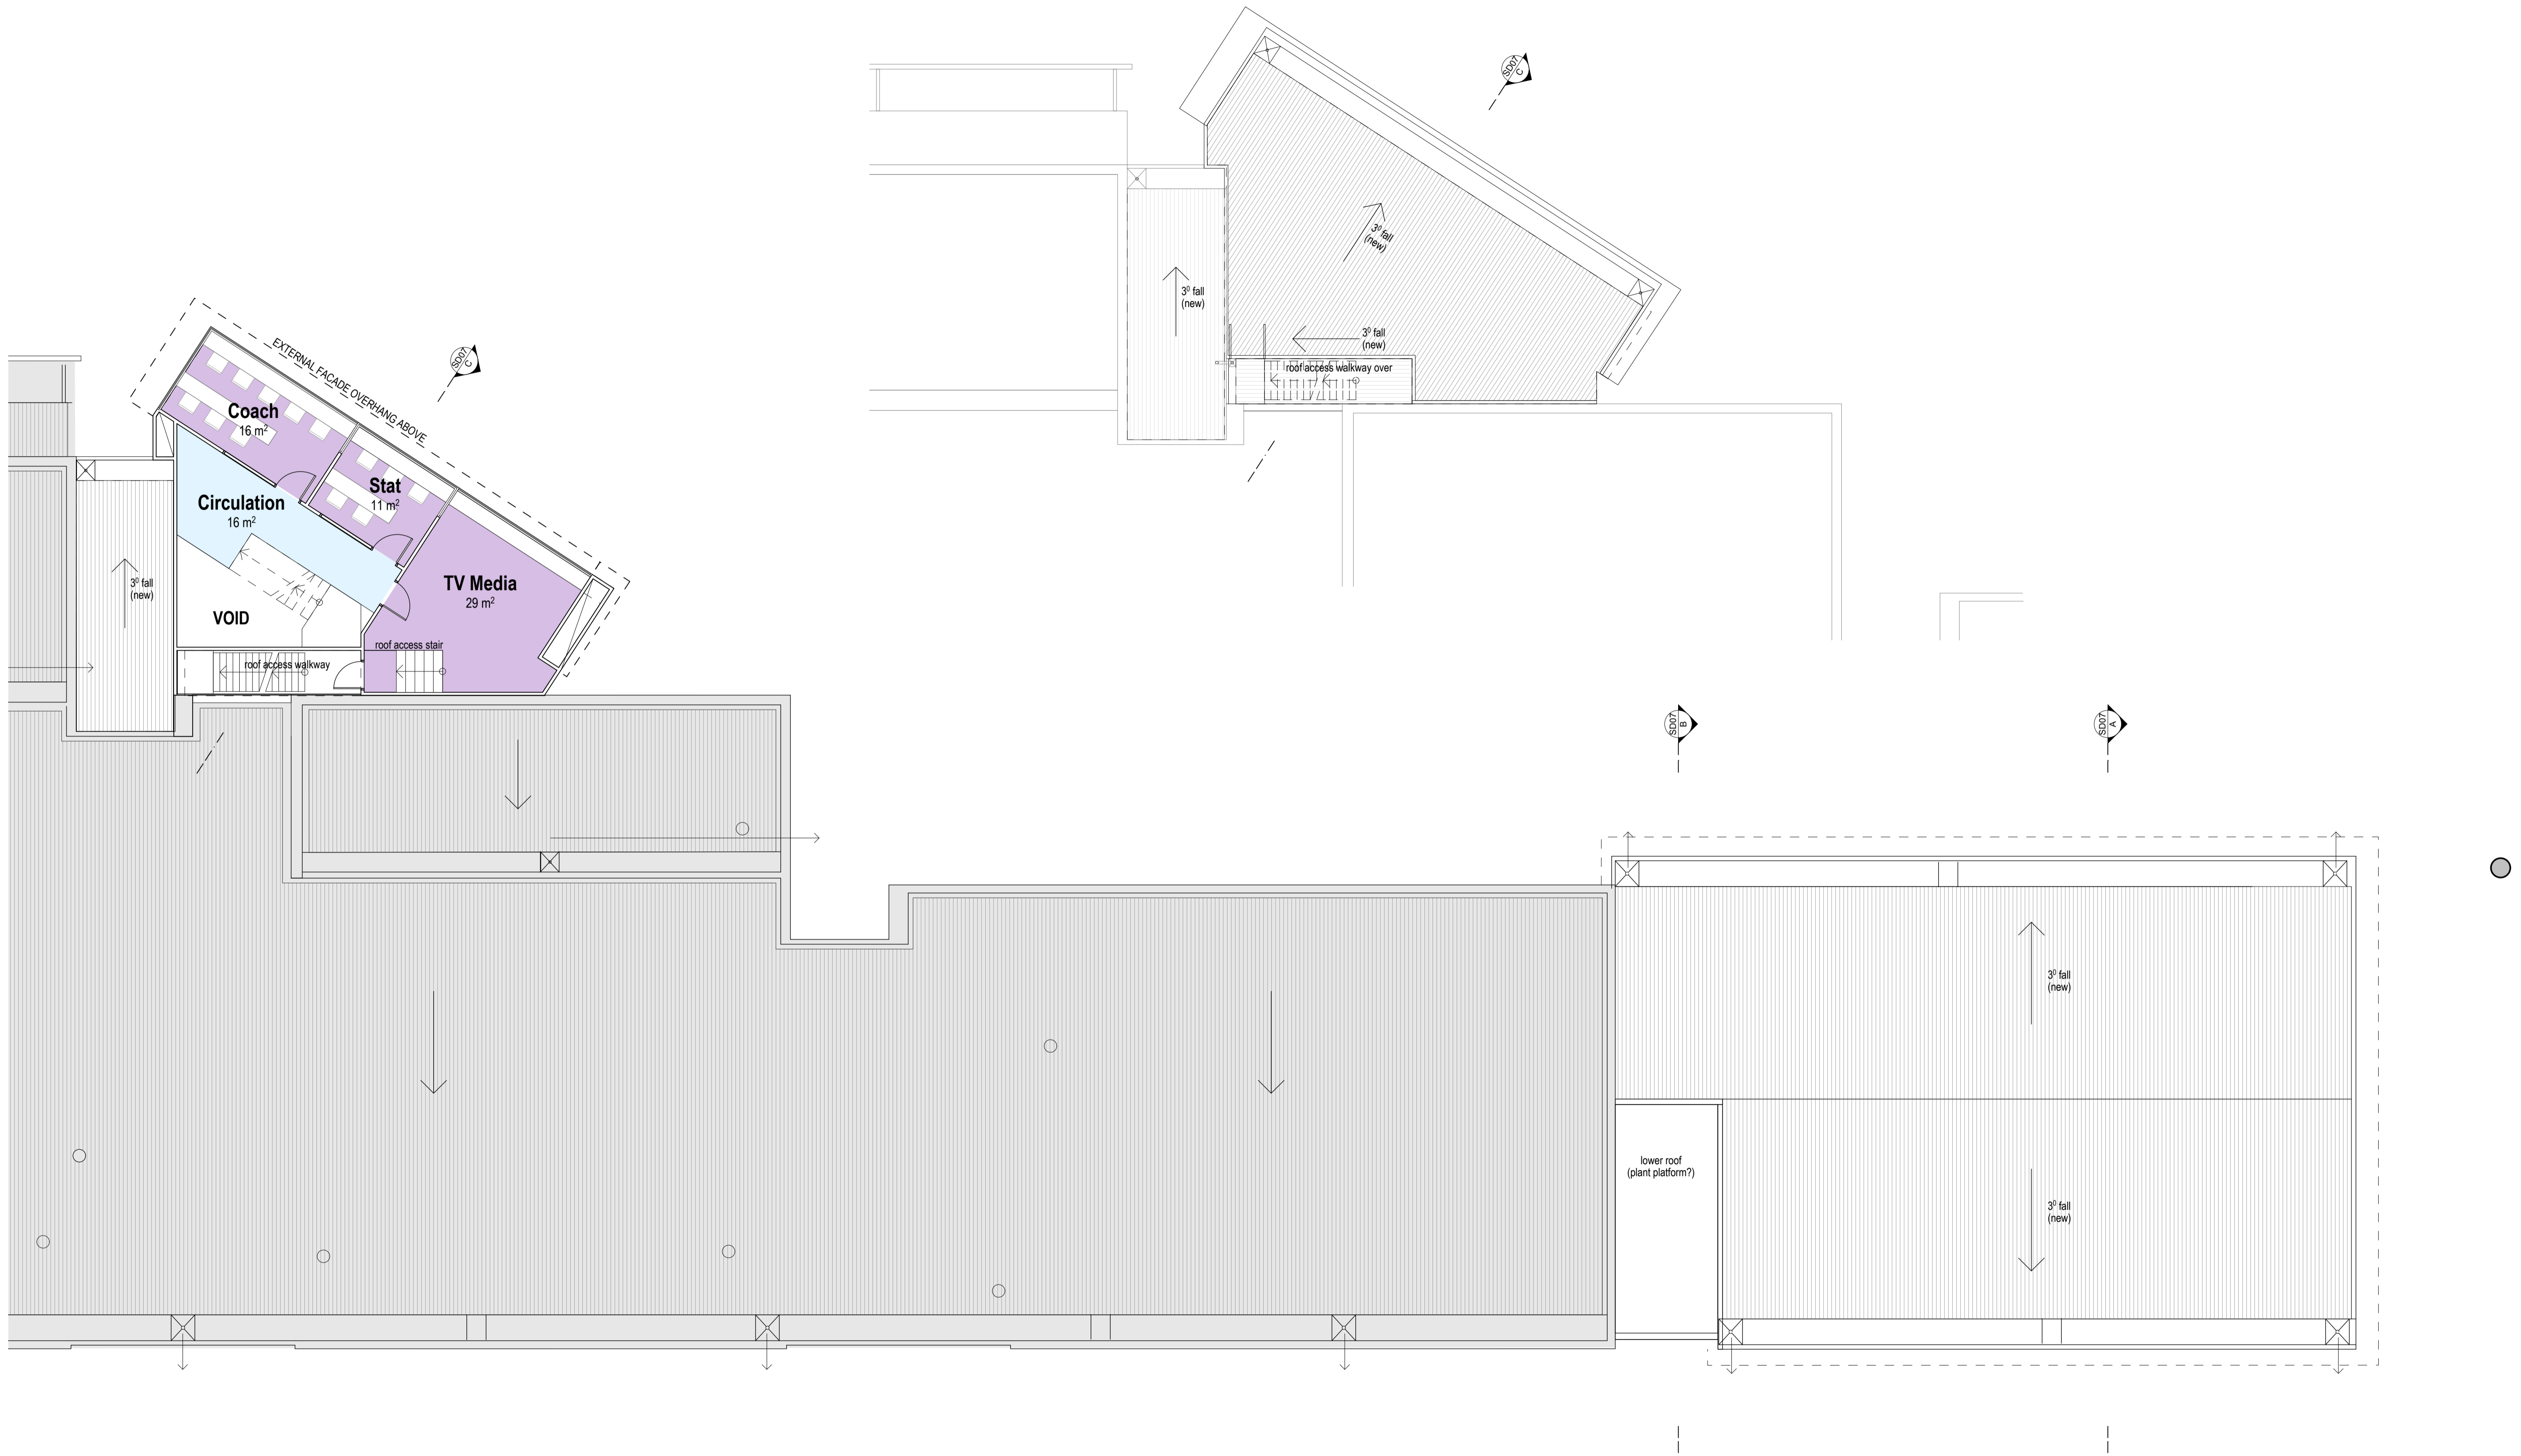 SD07
C
3⁰ fall
(new)
3⁰ fall
(new)
3⁰ fall
(new)
roof access walkway over
SD07
C
EXTERNAL FACADE OVERHANG ABOVE
Coach
16 m²
Stat
11 m²
Circulation
16 m²
TV Media
29 m²
3⁰ fall
(new)
VOID
roof access stair
roof access walkway
SD07
B
SD07
A
3⁰ fall
(new)
lower roof
(plant platform?)
3⁰ fall
(new)